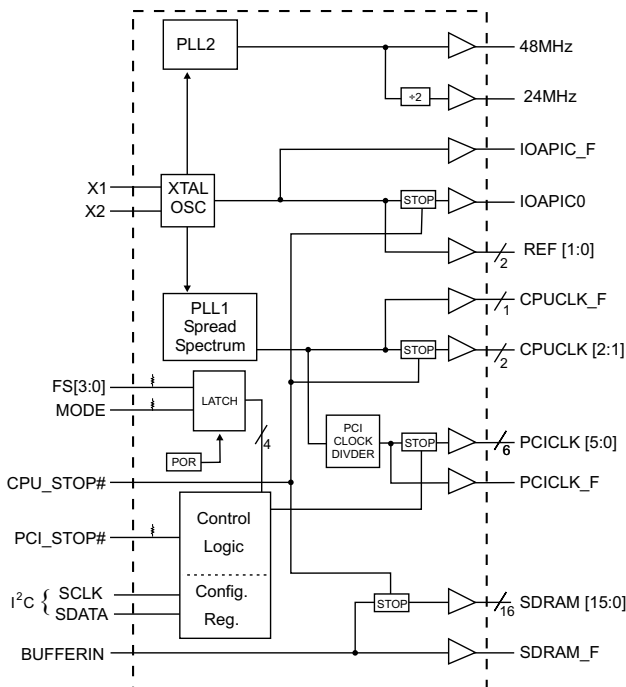 PLL2
48MHz
÷2
24MHz
IOAPIC_F
X1
X2
XTAL
OSC
STOP
IOAPIC0
REF [1:0]
2
PLL1
Spread
Spectrum
CPUCLK_F
1
STOP
CPUCLK [2:1]
2
FS[3:0]
MODE
LATCH
4
POR
PCI
CLOCK
DIVDER
STOP
PCICLK [5:0]
6
PCICLK_F
CPU_STOP#
PCI_STOP#
Control
Logic
Config.
Reg.
I²C { SCLK
SDATA
STOP
SDRAM [15:0]
16
BUFFERIN
SDRAM_F